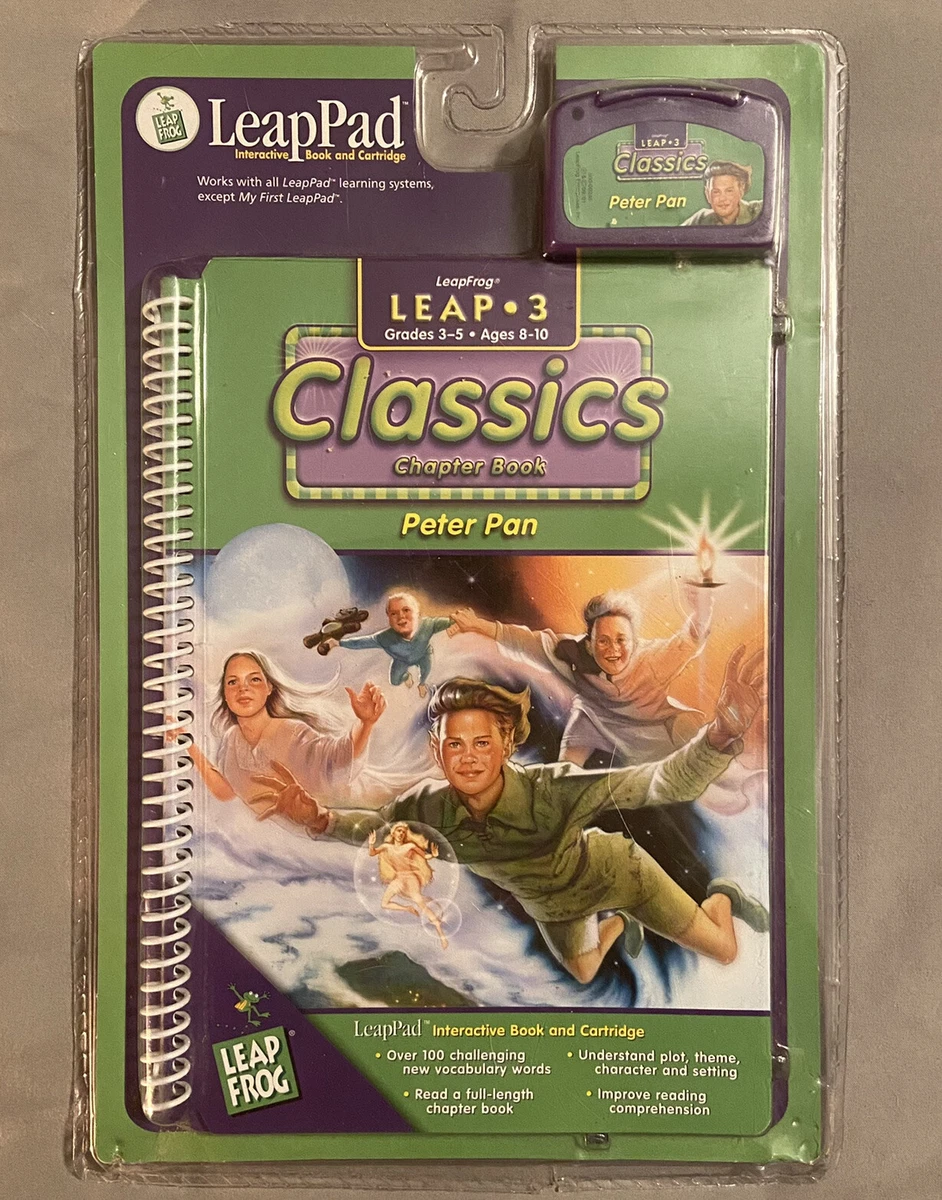 LEAP
FROG
LeapPad™
Interactive Book and Cartridge
Works with all LeapPad™ learning systems,
except My First LeapPad™.
LEAP•3
Classics
Peter Pan
LeapFrog®
LEAP•3
Grades 3–5 • Ages 8-10
Classics
Chapter Book
Peter Pan
LEAP
FROG®
LeapPad™ Interactive Book and Cartridge
• Over 100 challenging
new vocabulary words
• Read a full-length
chapter book
• Understand plot, theme,
character and setting
• Improve reading
comprehension